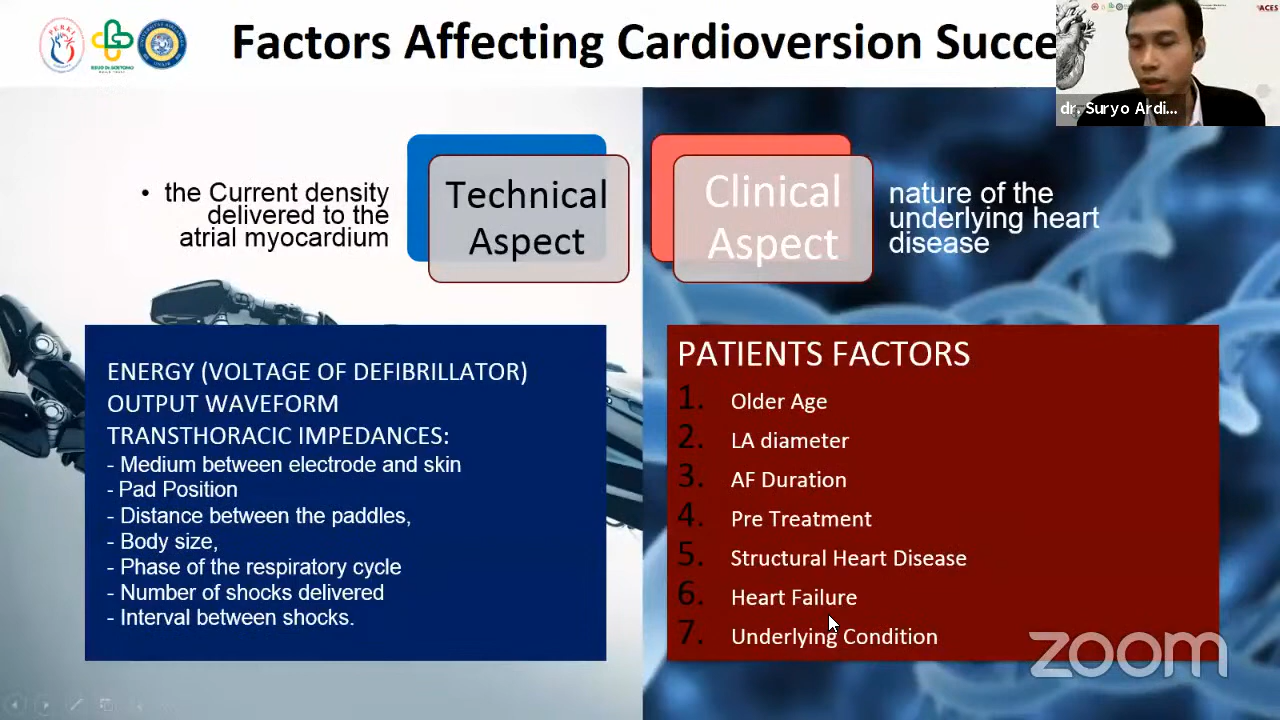 Factors Affecting Cardioversion Succe
dr. Suryo Ardi...
ACES
PERKI
• the Current density
delivered to the
atrial myocardium
Technical
Aspect
Clinical
Aspect
nature of the
underlying heart
disease
ENERGY (VOLTAGE OF DEFIBRILLATOR)
OUTPUT WAVEFORM
TRANSTHORACIC IMPEDANCES:
- Medium between electrode and skin
- Pad Position
- Distance between the paddles,
- Body size,
- Phase of the respiratory cycle
- Number of shocks delivered
- Interval between shocks.
PATIENTS FACTORS
1. Older Age
2. LA diameter
3. AF Duration
4. Pre Treatment
5. Structural Heart Disease
6. Heart Failure
7. Underlying Condition
zoom